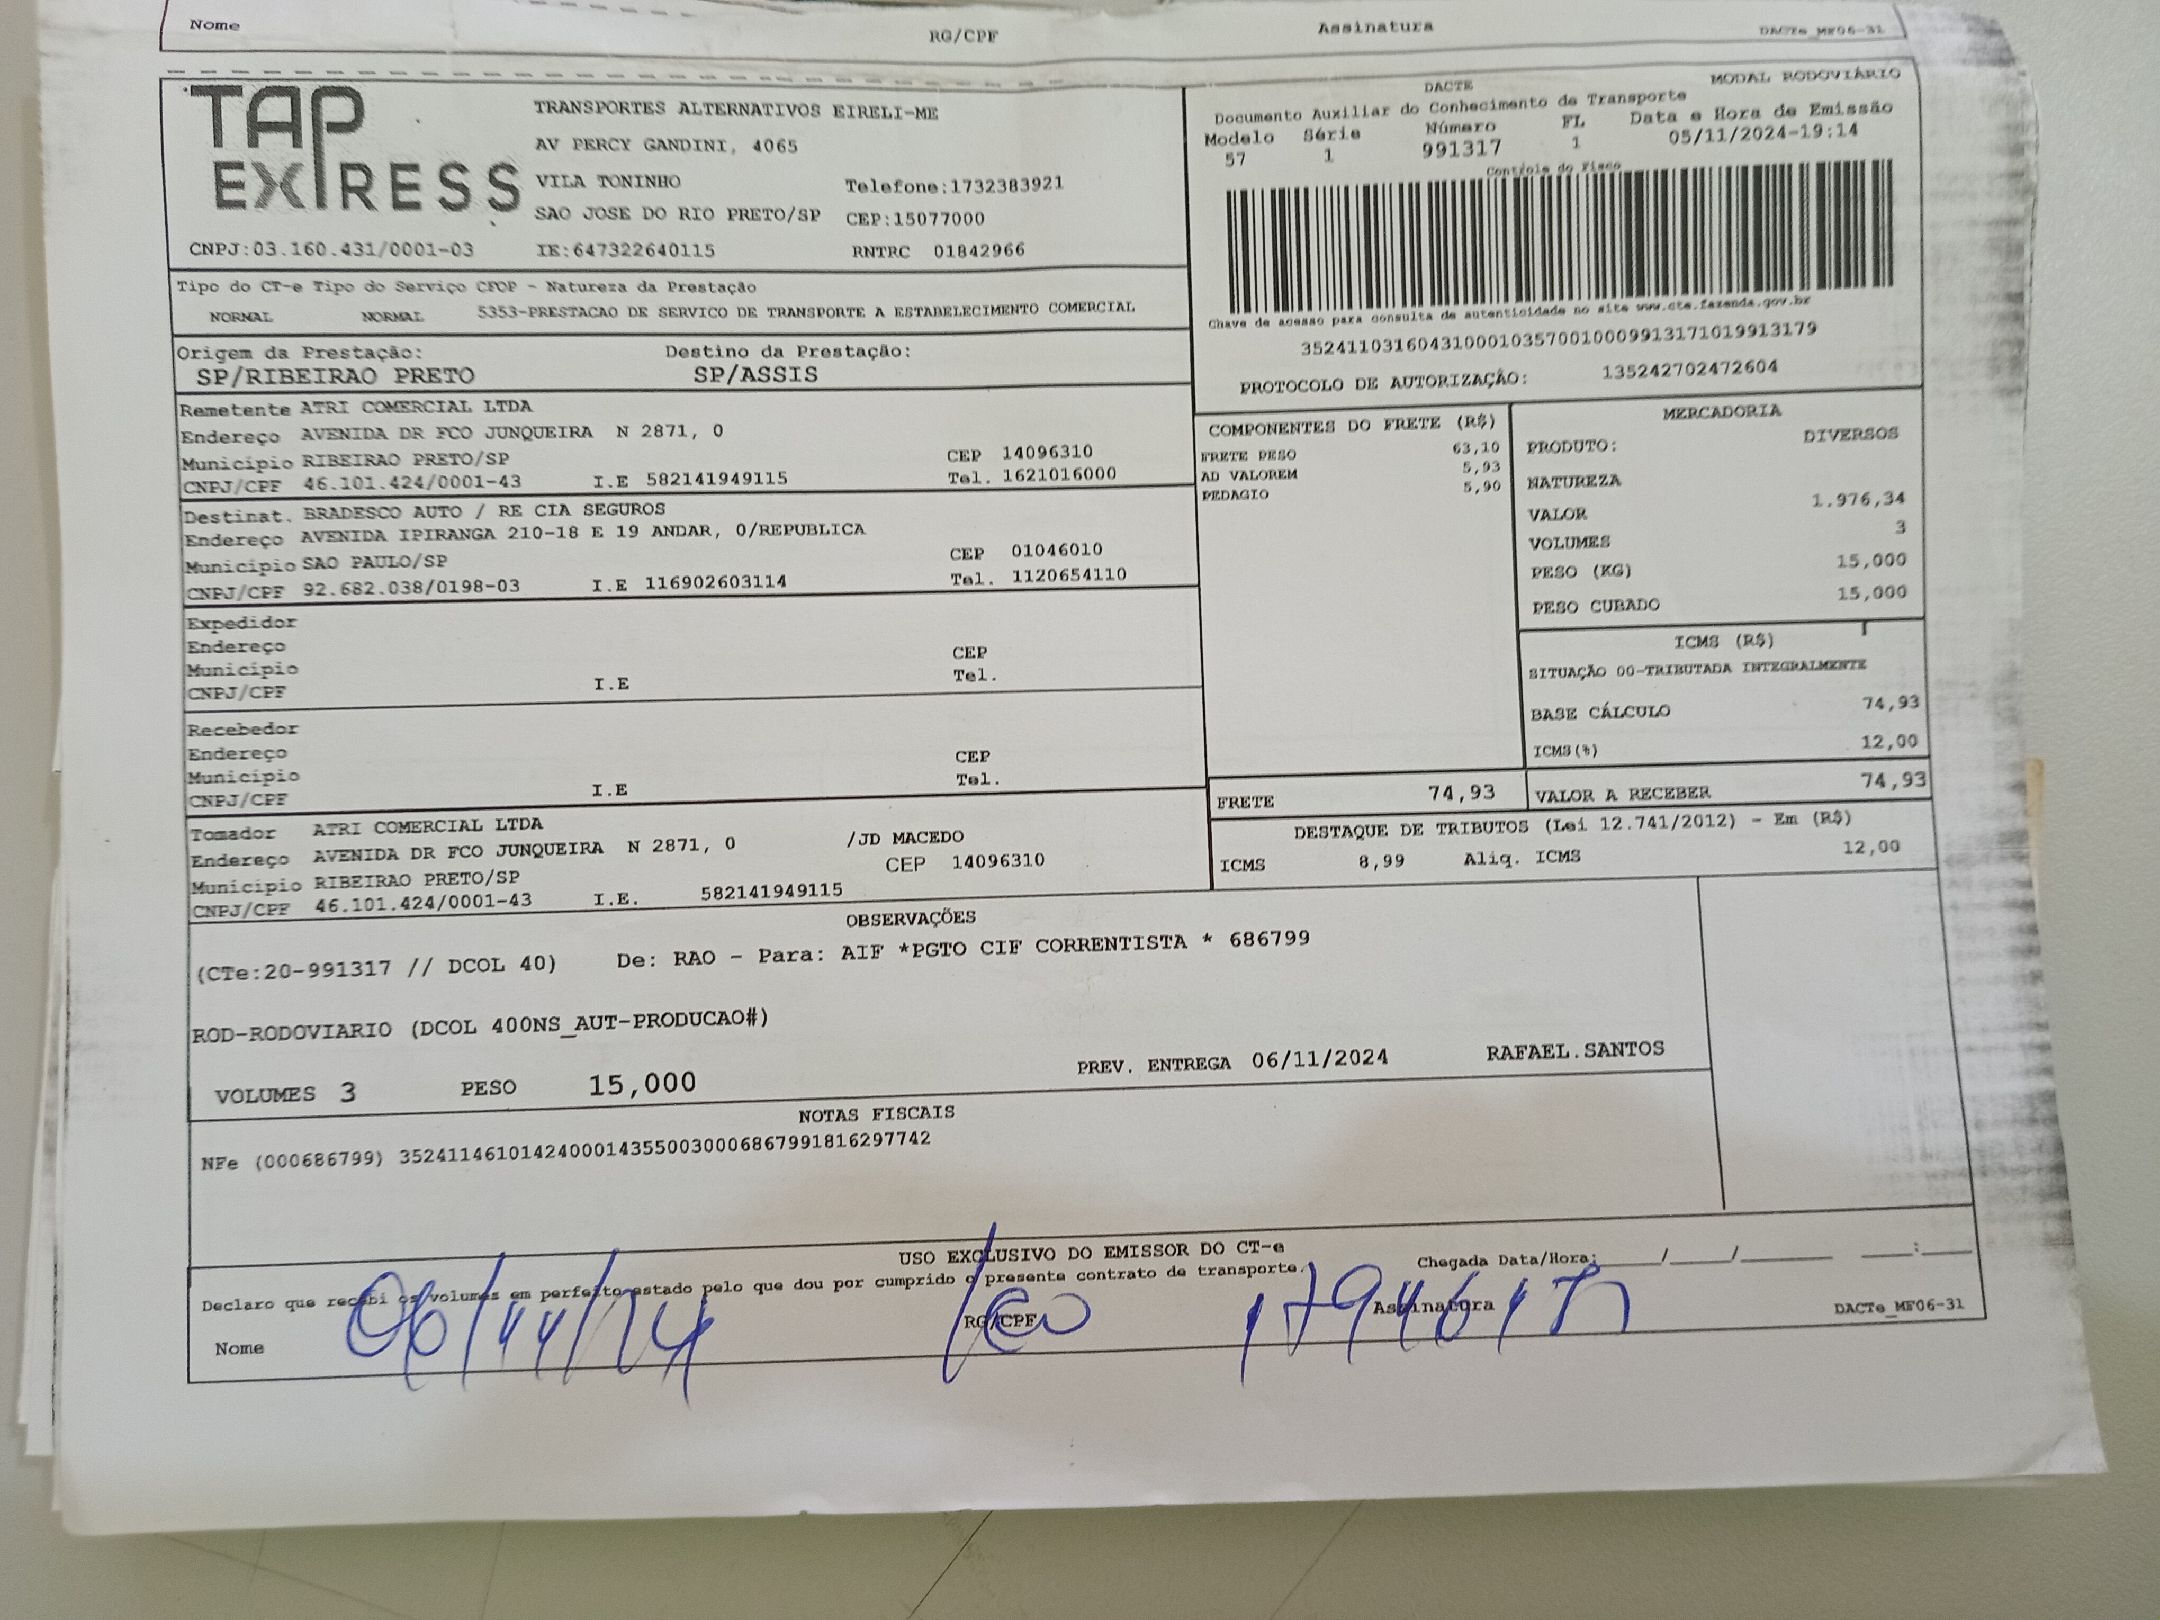 Nome RG/CPF Assinatura DACTe_MF06-31
TAP EXPRESS
TRANSPORTES ALTERNATIVOS EIRELI-ME
AV PERCY GANDINI, 4065
VILA TONINHO Telefone:1732383921
SAO JOSE DO RIO PRETO/SP CEP:15077000
CNPJ:03.160.431/0001-03 IE:647322640115 RNTRC 01842966
DACTE MODAL RODOVIÁRIO
Documento Auxiliar do Conhecimento de Transporte
Modelo Série Número FL Data e Hora de Emissão
57 1 991317 1 05/11/2024-19:14
Controle do Fisco
Chave de acesso para consulta de autenticidade no site www.cte.fazenda.gov.br
35241103160431000103570010009913171019913179
PROTOCOLO DE AUTORIZAÇÃO: 135242702472604
Tipo do CT-e Tipo do Serviço CFOP - Natureza da Prestação
NORMAL NORMAL 5353-PRESTACAO DE SERVICO DE TRANSPORTE A ESTABELECIMENTO COMERCIAL
Origem da Prestação: Destino da Prestação:
SP/RIBEIRAO PRETO SP/ASSIS
Remetente ATRI COMERCIAL LTDA
Endereço AVENIDA DR FCO JUNQUEIRA N 2871, 0
Município RIBEIRAO PRETO/SP CEP 14096310
CNPJ/CPF 46.101.424/0001-43 I.E 582141949115 Tel. 1621016000
Destinat. BRADESCO AUTO / RE CIA SEGUROS
Endereço AVENIDA IPIRANGA 210-18 E 19 ANDAR, 0/REPUBLICA
Município SAO PAULO/SP CEP 01046010
CNPJ/CPF 92.682.038/0198-03 I.E 116902603114 Tel. 1120654110
Expedidor
Endereço
Município CEP
CNPJ/CPF I.E Tel.
Recebedor
Endereço
Município CEP
CNPJ/CPF I.E Tel.
Tomador ATRI COMERCIAL LTDA
Endereço AVENIDA DR FCO JUNQUEIRA N 2871, 0 /JD MACEDO
Município RIBEIRAO PRETO/SP CEP 14096310
CNPJ/CPF 46.101.424/0001-43 I.E. 582141949115
COMPONENTES DO FRETE (R$)
FRETE PESO 63,10
AD VALOREM 5,93
PEDAGIO 5,90
MERCADORIA
PRODUTO: DIVERSOS
NATUREZA
VALOR 1.976,34
VOLUMES 3
PESO (KG) 15,000
PESO CUBADO 15,000
ICMS (R$)
SITUAÇÃO 00-TRIBUTADA INTEGRALMENTE
BASE CÁLCULO 74,93
ICMS(%) 12,00
FRETE 74,93 VALOR A RECEBER 74,93
DESTAQUE DE TRIBUTOS (Lei 12.741/2012) - Em (R$)
ICMS 8,99 Aliq. ICMS 12,00
OBSERVAÇÕES
(CTe:20-991317 // DCOL 40) De: RAO - Para: AIF *PGTO CIF CORRENTISTA * 686799
ROD-RODOVIARIO (DCOL 400NS_AUT-PRODUCAO#)
VOLUMES 3 PESO 15,000 PREV. ENTREGA 06/11/2024 RAFAEL.SANTOS
NOTAS FISCAIS
NFe (000686799) 35241146101424000143550030006867991816297742
USO EXCLUSIVO DO EMISSOR DO CT-e
Declaro que recebi os volumes em perfeito estado pelo que dou por cumprido o presente contrato de transporte. Chegada Data/Hora: / / :
Nome 06/11/24 RG/CPF Assinatura DACTe_MF06-31